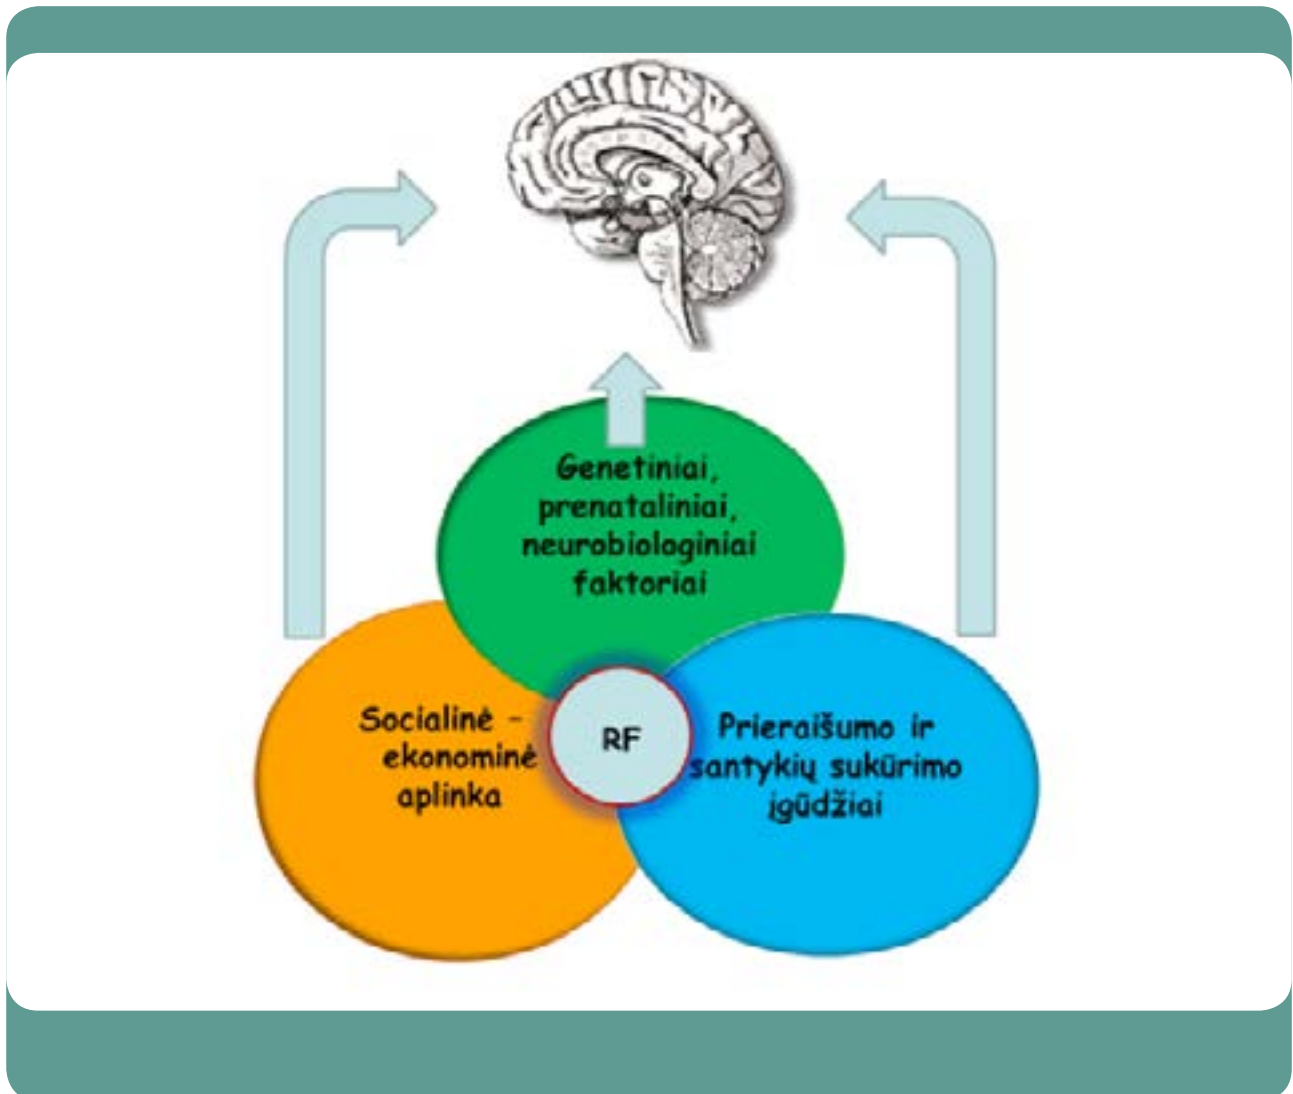 Genetiniai,
prenataliniai,
neurobiologiniai
faktoriai
Socialinė -
ekonominė
aplinka
RF
Prieraišumo ir
santykių sukūrimo
įgūdžiai